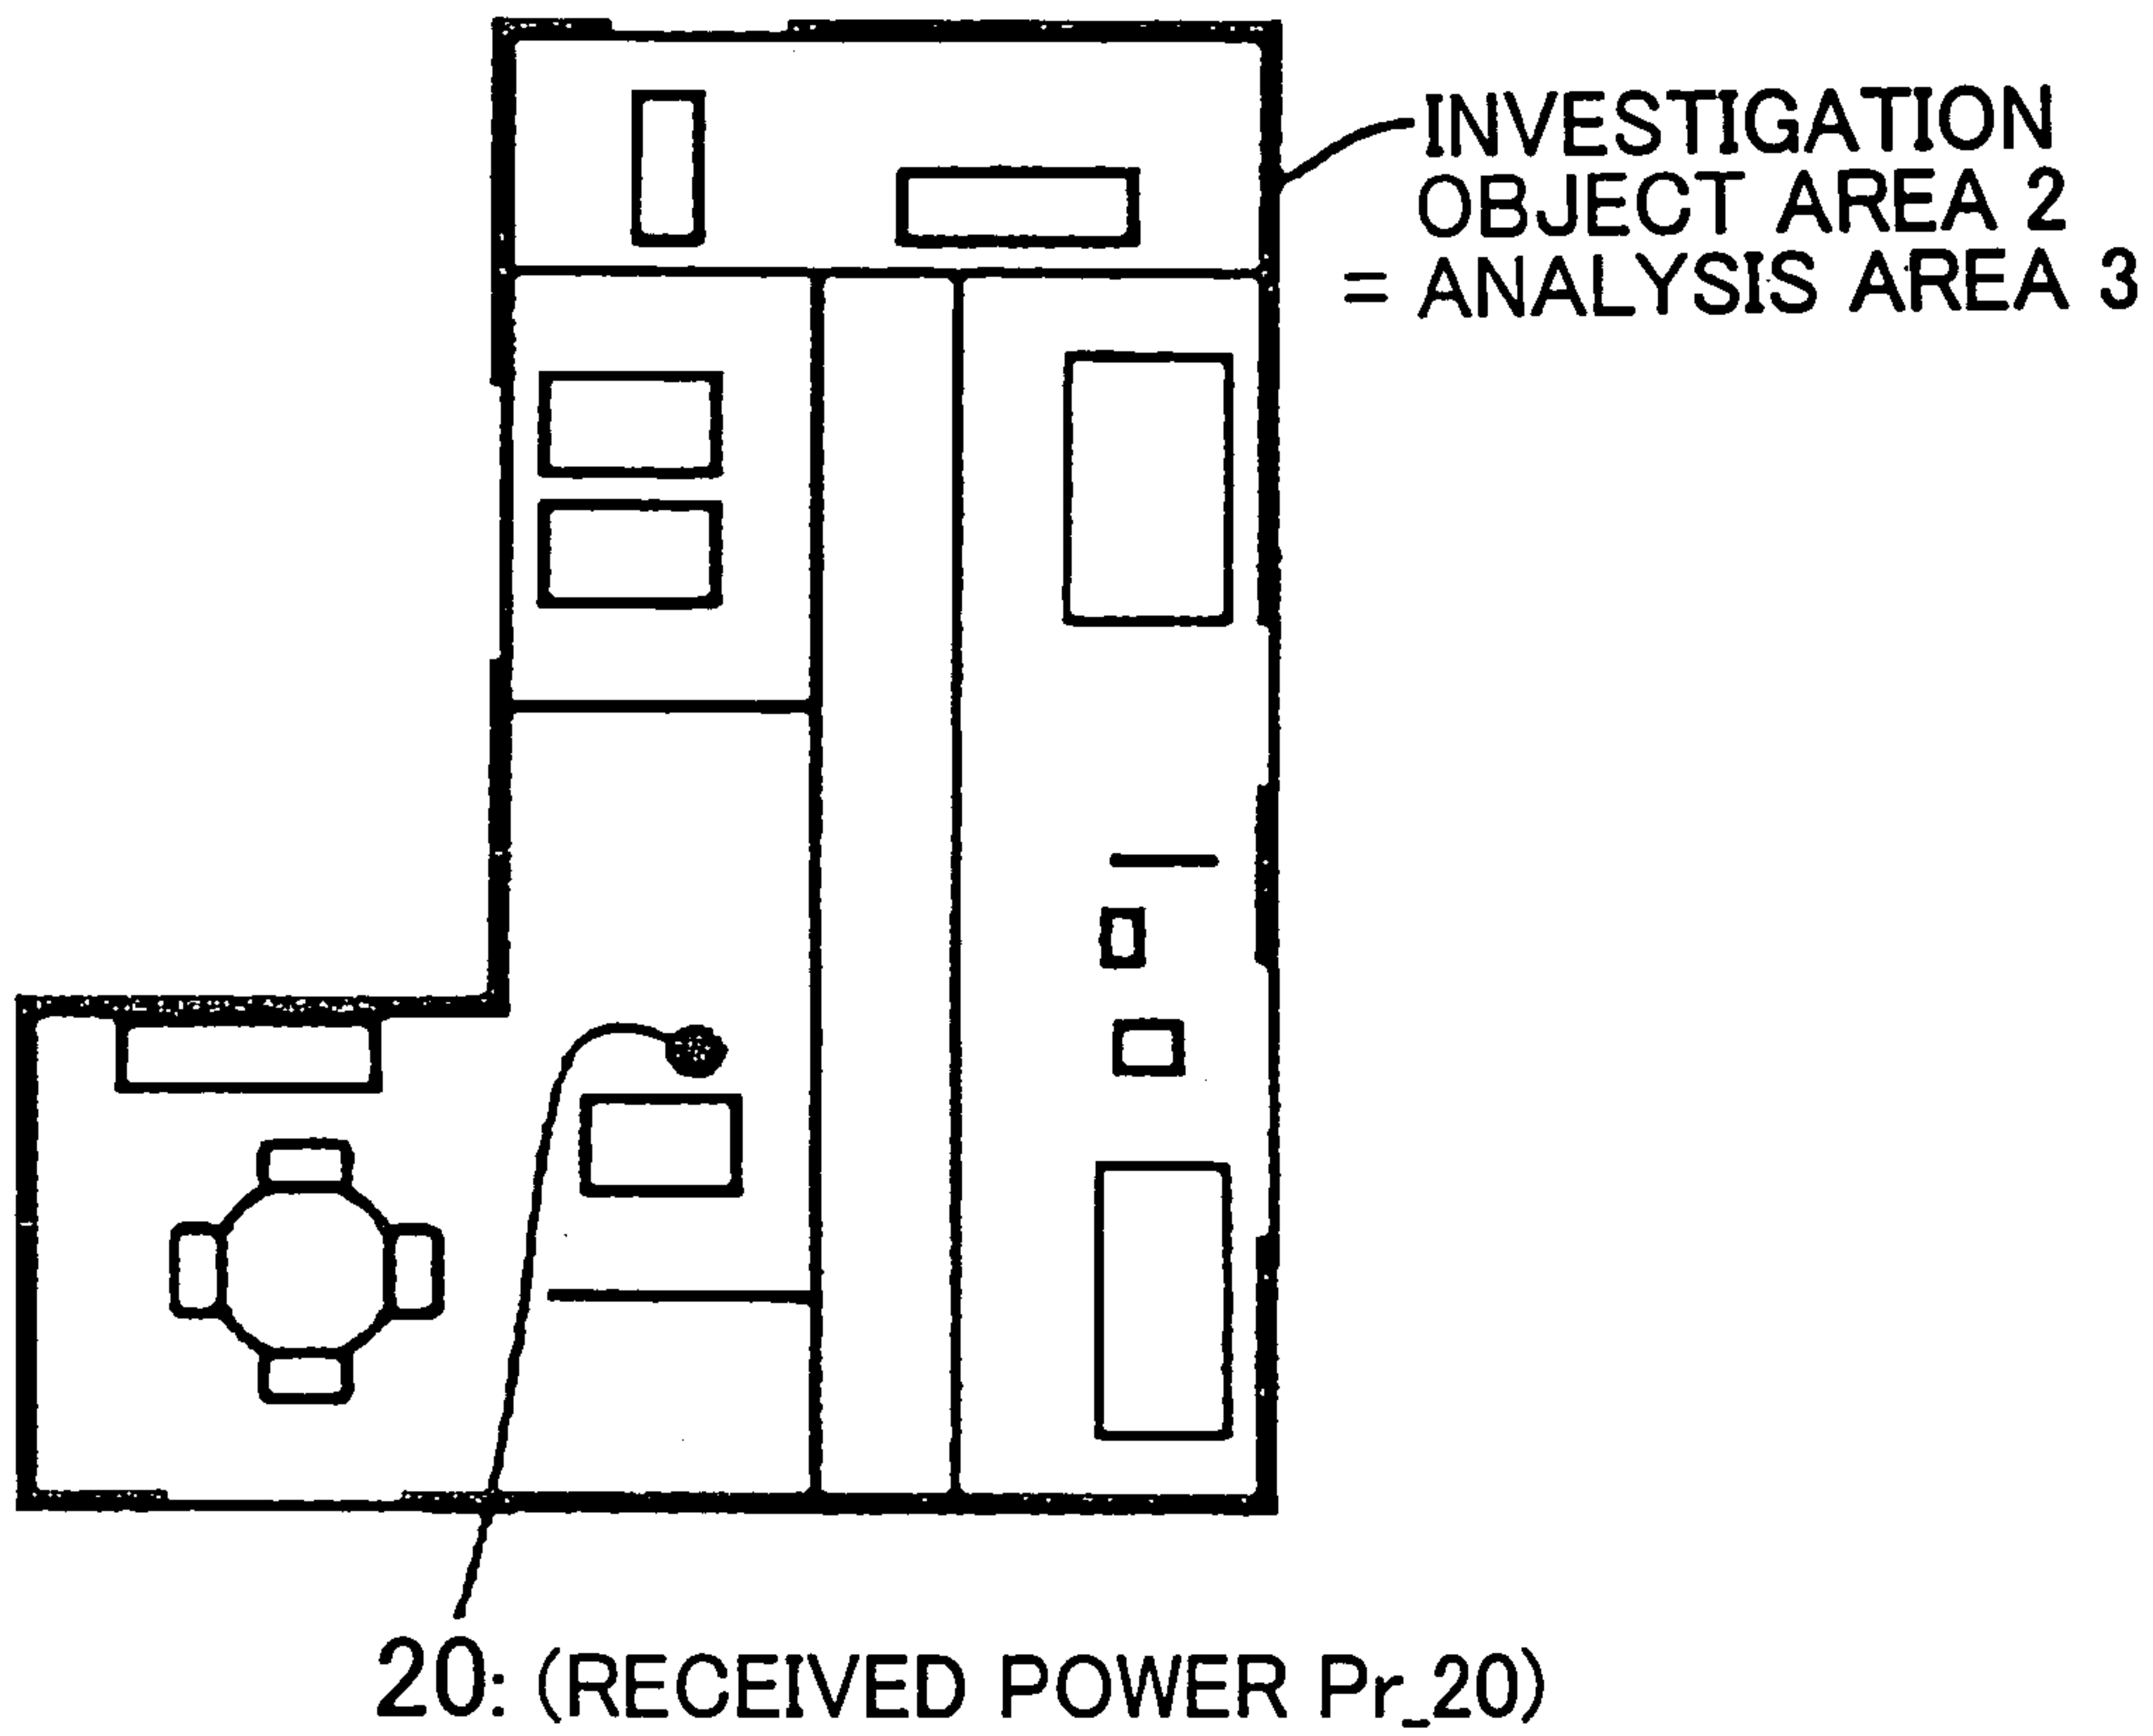 INVESTIGATION
OBJECT AREA 2
= ANALYSIS AREA 3
20: (RECEIVED POWER Pr_20)